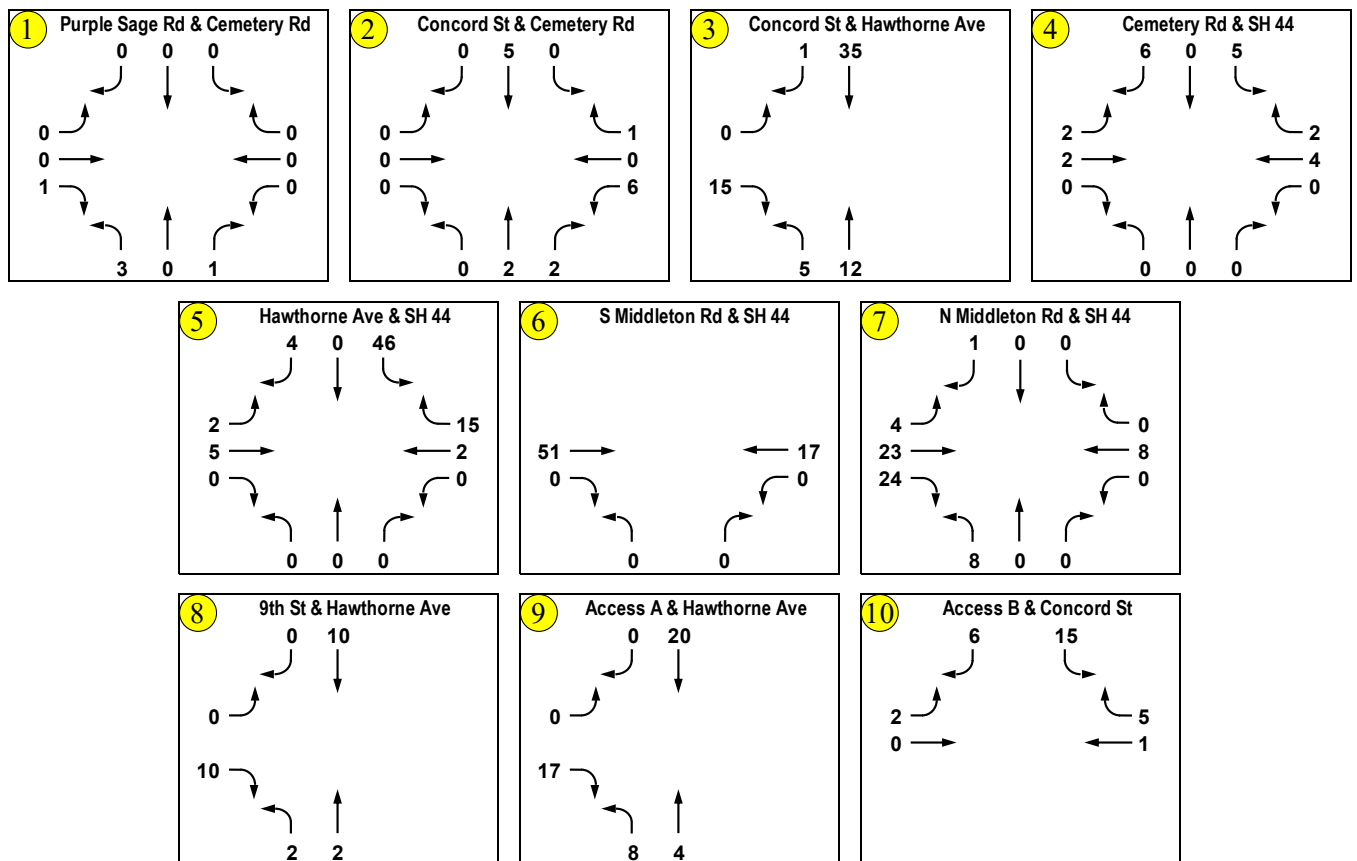 1 Purple Sage Rd & Cemetery Rd
0 0 0
0 0
0 0
1 0
3 0 1
2 Concord St & Cemetery Rd
0 5 0
0 1
0 0
0 6
0 2 2
3 Concord St & Hawthorne Ave
1 35
0
15
5 12
4 Cemetery Rd & SH 44
6 0 5
2 2
2 4
0 0
0 0 0
5 Hawthorne Ave & SH 44
4 0 46
2 15
5 2
0 0
0 0 0
6 S Middleton Rd & SH 44
51 17
0 0
0 0
7 N Middleton Rd & SH 44
1 0 0
4 0
23 8
24 0
8 0 0
8 9th St & Hawthorne Ave
0 10
0
10
2 2
9 Access A & Hawthorne Ave
0 20
0
17
8 4
10 Access B & Concord St
6 15
2 5
0 1